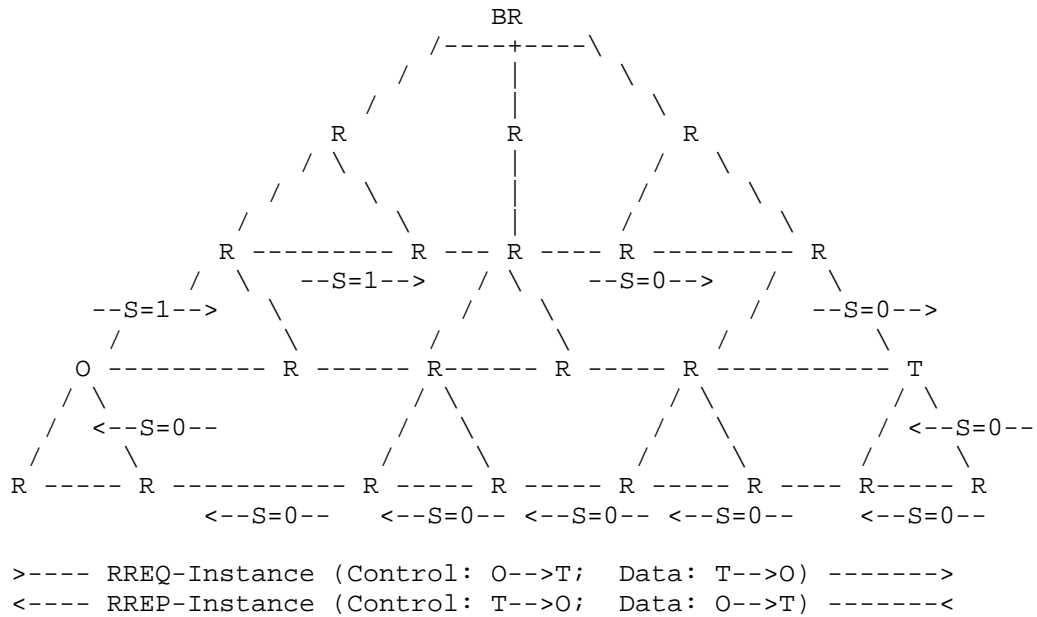 BR
/----+----\
/ | \
/ | \
R R R
/ \ | / \
/ \ | / \
/ \ | / \
R --------- R --- R ---- R --------- R
/ \ --S=1--> / \ --S=0--> / \
--S=1--> \ / \ / --S=0-->
/ \ / \ / \
O ---------- R ------ R------ R ----- R ----------- T
/ \ / \ / \ / \
/ <--S=0-- / \ / \ / <--S=0--
/ \ / \ / \ / \
R ----- R ----------- R ----- R ----- R ----- R ---- R----- R
<--S=0-- <--S=0-- <--S=0-- <--S=0-- <--S=0--
>---- RREQ-Instance (Control: O-->T; Data: T-->O) ------->
<---- RREP-Instance (Control: T-->O; Data: O-->T) -------<